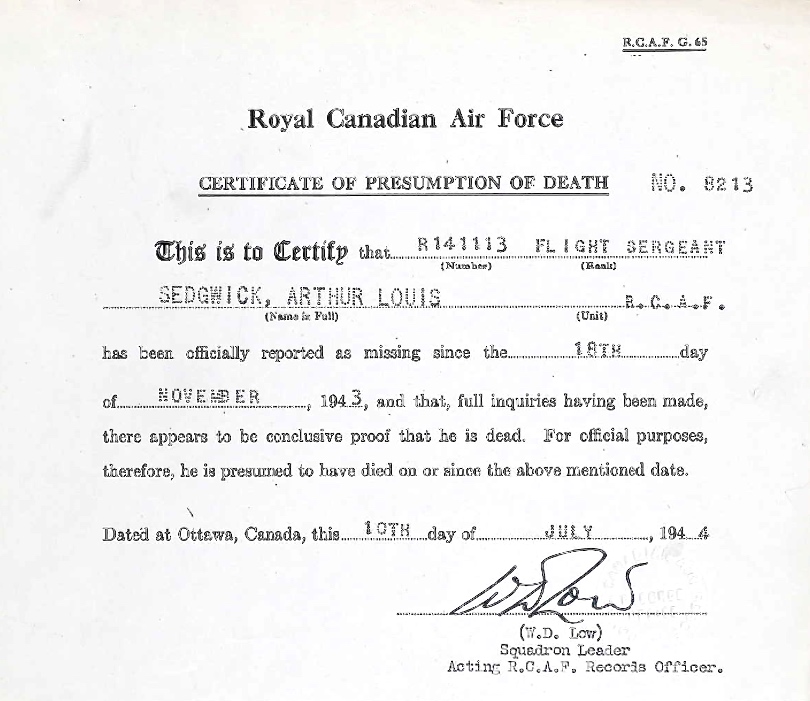 R.C.A.F. G. 65
Royal Canadian Air Force
CERTIFICATE OF PRESUMPTION OF DEATH NO. 8213
This is to Certify that R141113 FLIGHT SERGEANT
(Number) (Rank)
SEDGWICK, ARTHUR LOUIS R.C.A.F.
(Name in Full) (Unit)
has been officially reported as missing since the 18TH day
of NOVEMBER, 1943, and that, full inquiries having been made,
there appears to be conclusive proof that he is dead. For official purposes,
therefore, he is presumed to have died on or since the above mentioned date.
Dated at Ottawa, Canada, this 10TH day of JULY, 1944
WDLow
(W.D. Low)
Squadron Leader
Acting R.C.A.F. Records Officer.